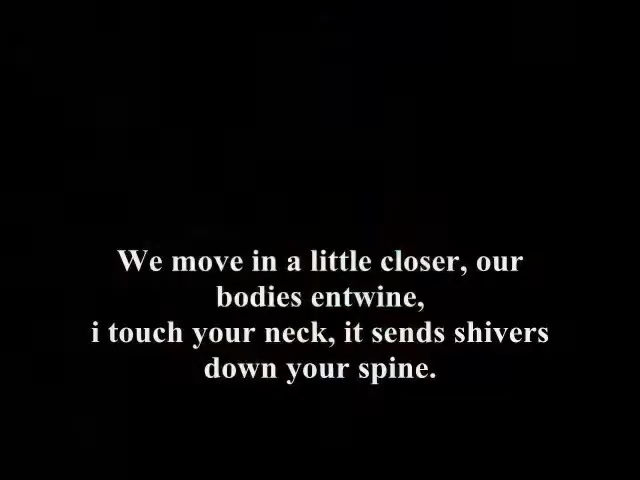 We move in a little closer, our
bodies entwine,
i touch your neck, it sends shivers
down your spine.